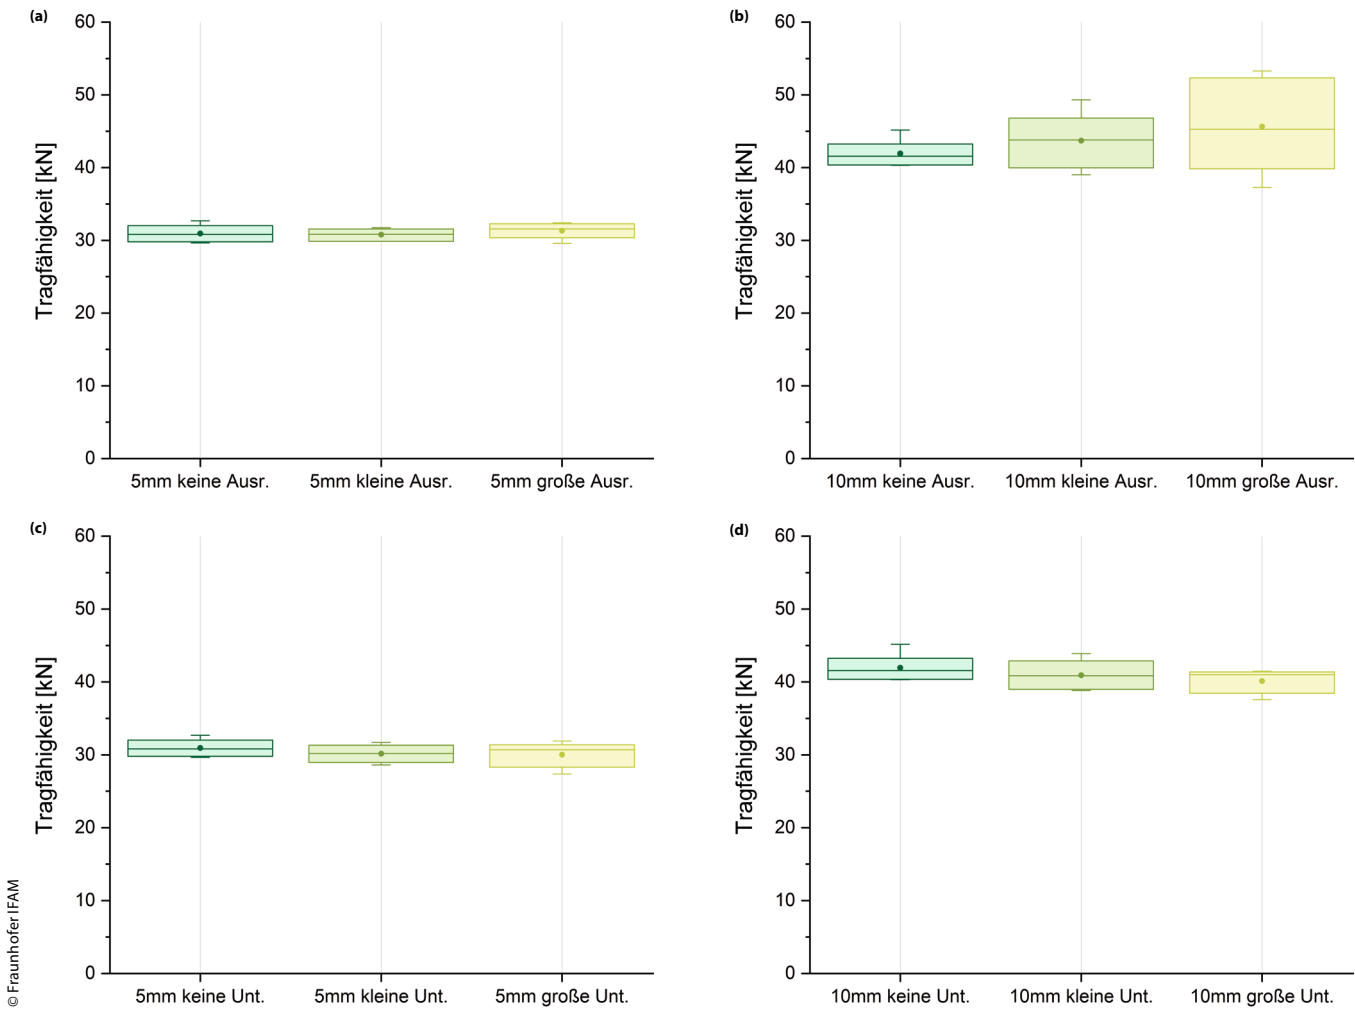 (a)
60
50
40
30
20
10
0
Tragfähigkeit [kN]
5mm keine Ausr.
5mm kleine Ausr.
5mm große Ausr.
(b)
60
50
40
30
20
10
0
Tragfähigkeit [kN]
10mm keine Ausr.
10mm kleine Ausr.
10mm große Ausr.
(c)
60
50
40
30
20
10
0
Tragfähigkeit [kN]
5mm keine Unt.
5mm kleine Unt.
5mm große Unt.
(d)
60
50
40
30
20
10
0
Tragfähigkeit [kN]
10mm keine Unt.
10mm kleine Unt.
10mm große Unt.
© Fraunhofer IFAM